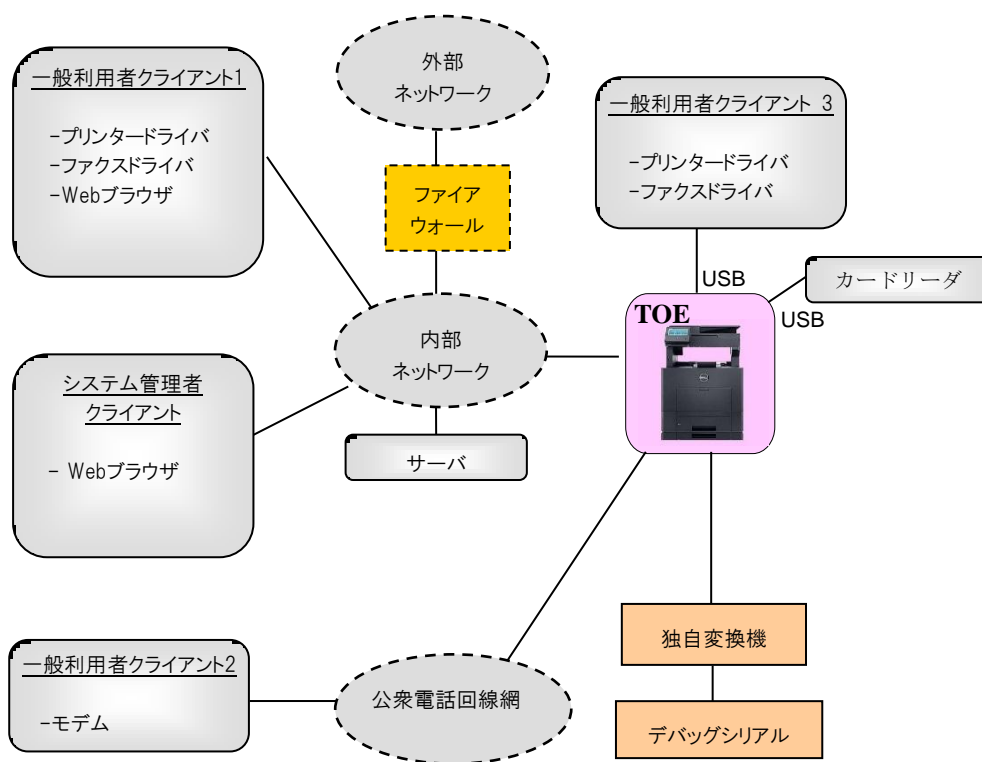 一般利用者クライアント1
-プリンタードライバ
-ファクスドライバ
-Webブラウザ
外部
ネットワーク
ファイア
ウォール
一般利用者クライアント 3
-プリンタードライバ
-ファクスドライバ
USB
カードリーダ
USB
TOE
内部
ネットワーク
システム管理者
クライアント
- Webブラウザ
サーバ
独自変換機
デバッグシリアル
一般利用者クライアント2
-モデム
公衆電話回線網